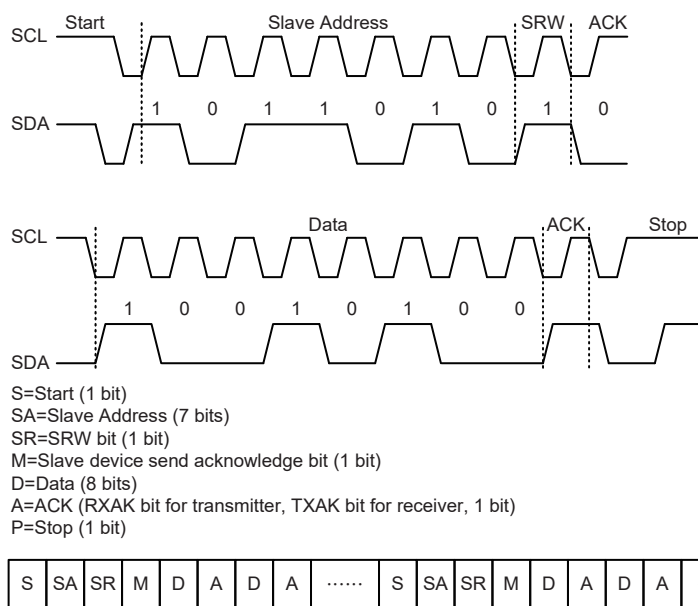 Start Slave Address SRW ACK
SCL
1 0 1 1 0 1 0 1 0
SDA
Data ACK Stop
SCL
1 0 0 1 0 1 0 0
SDA
S=Start (1 bit)
SA=Slave Address (7 bits)
SR=SRW bit (1 bit)
M=Slave device send acknowledge bit (1 bit)
D=Data (8 bits)
A=ACK (RXAK bit for transmitter, TXAK bit for receiver, 1 bit)
P=Stop (1 bit)
S SA SR M D A D A ······ S SA SR M D A D A